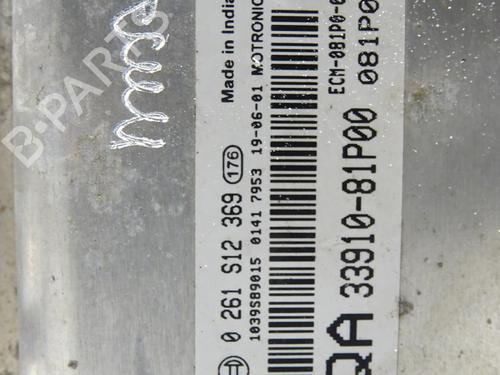 Made in India
0 261 S12 369 176
1039S89015 0141 7953 19-06-01 MOTRONIC
ECM-081P0-0
33910-81P00 081P0
QA
B-PARTS